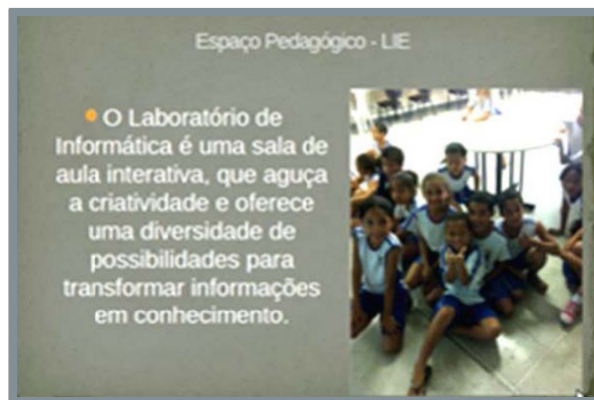 Espaço Pedagógico - LIE
O Laboratório de
Informática é uma sala de
aula interativa, que aguça
a criatividade e oferece
uma diversidade de
possibilidades para
transformar informações
em conhecimento.